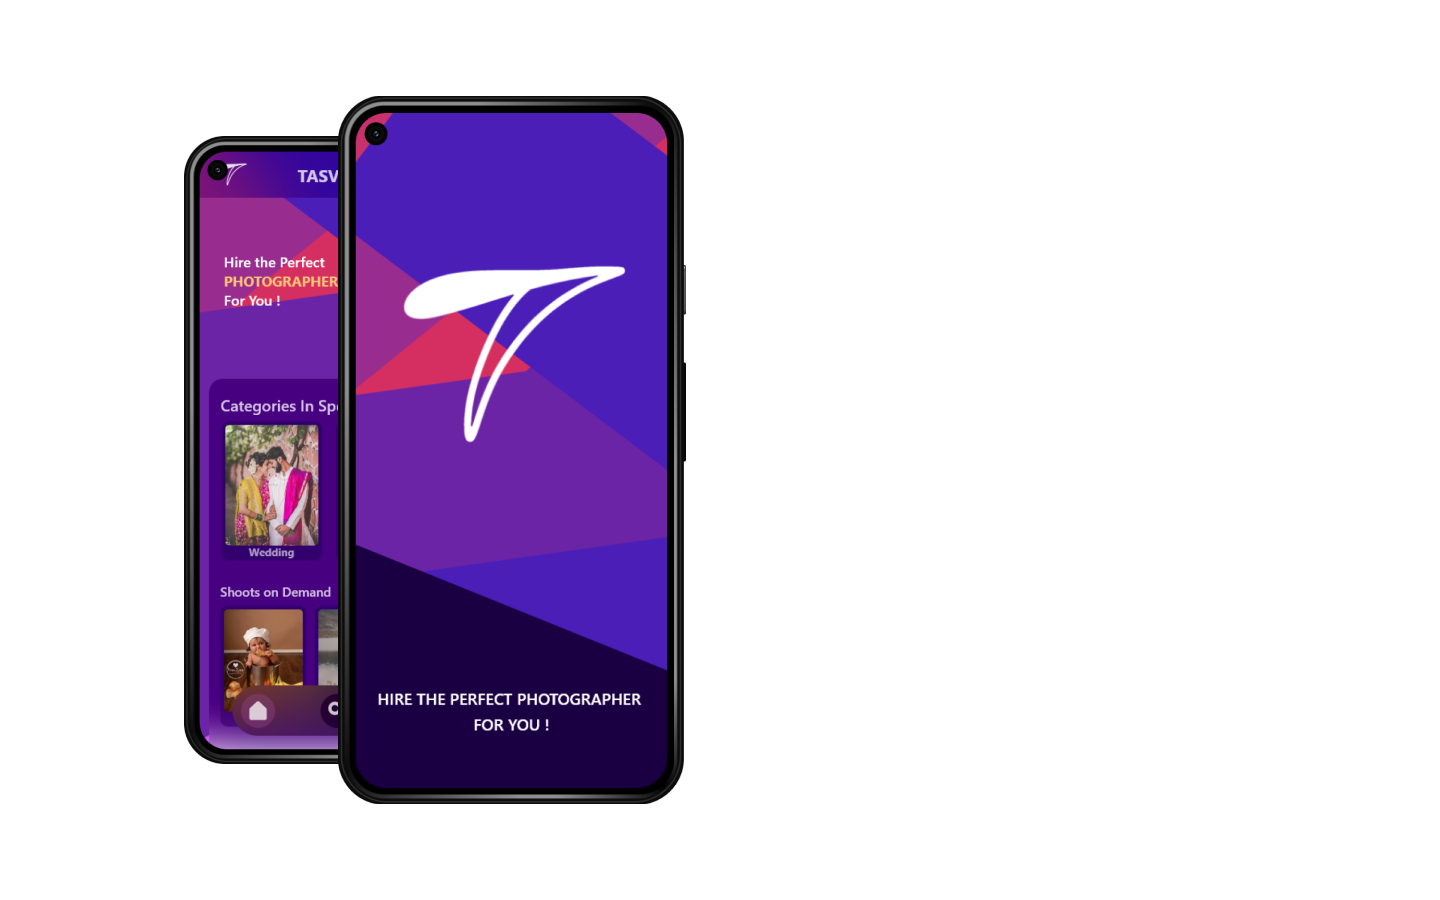 TASV
Hire the Perfect
PHOTOGRAPHER
For You !
Categories In Sp
Wedding
Shoots on Demand
HIRE THE PERFECT PHOTOGRAPHER
FOR YOU !